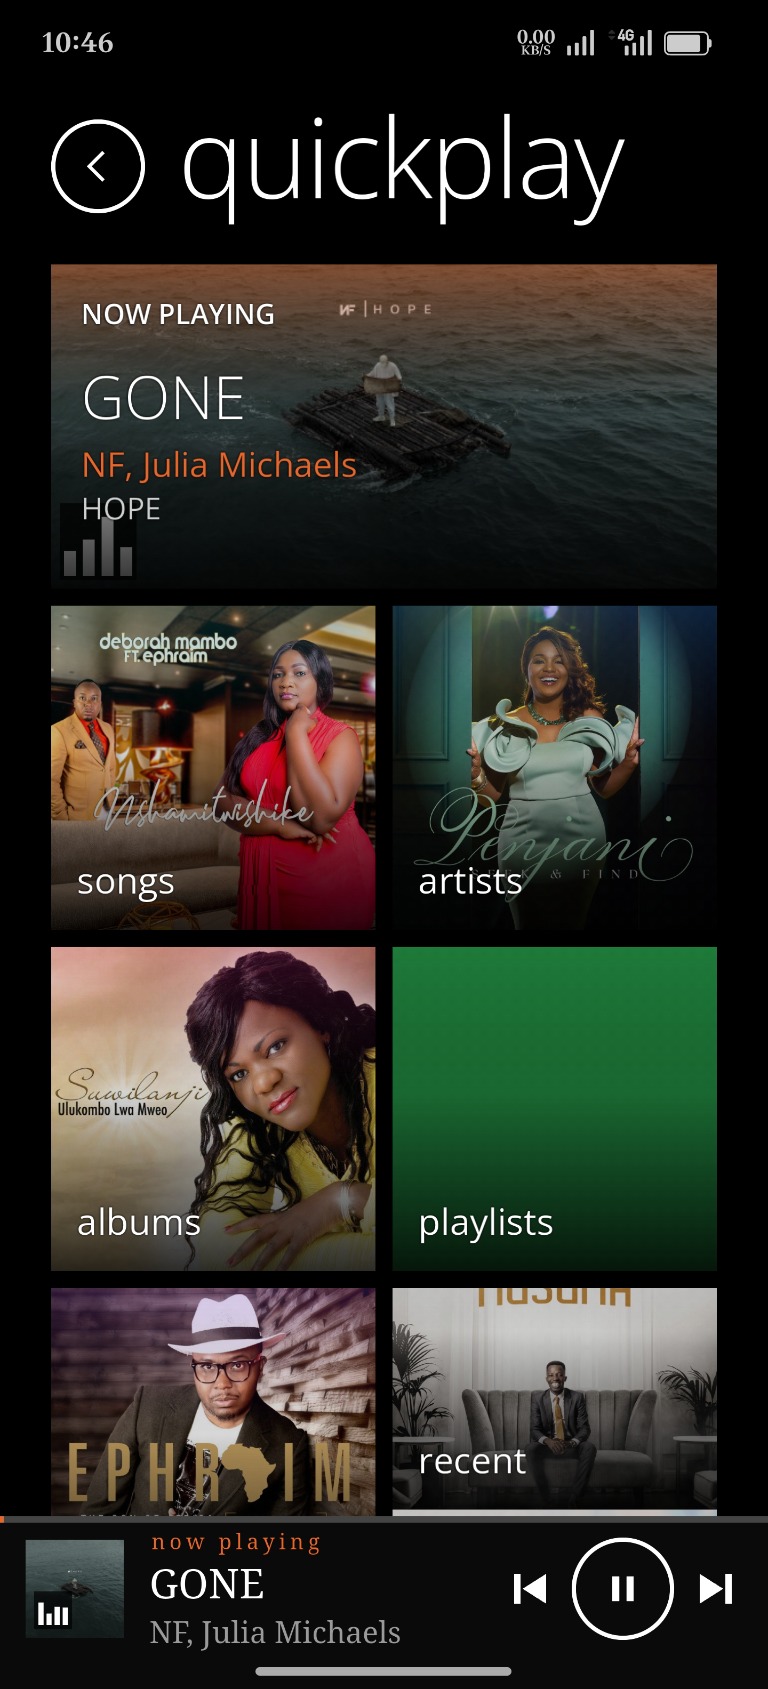 10:46
0.00
KB/S
4G
quickplay
NF | HOPE
NOW PLAYING
GONE
NF, Julia Michaels
HOPE
deborah mambo
FT. ephraim
Nshamitwishike
songs
Penjani
& FIND
artists
Suwilanji
Ulukombo Lwa Mweo
albums
playlists
EPHRAIM
recent
now playing
GONE
NF, Julia Michaels